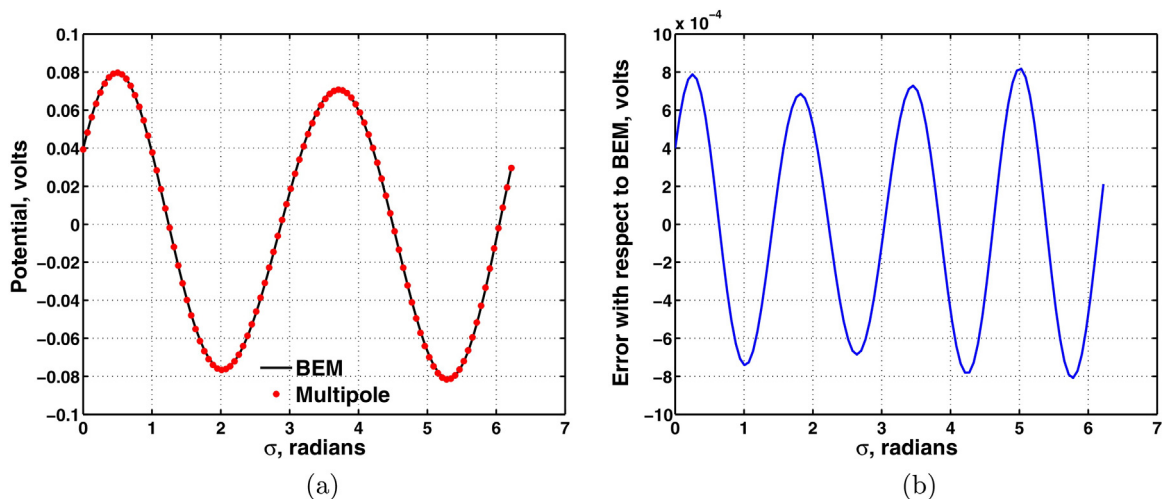 0.1
0.08
0.06
0.04
0.02
0
−0.02
−0.04
−0.06
−0.08
−0.1
Potential, volts
0 1 2 3 4 5 6 7
σ, radians
BEM
Multipole
(a)
x 10⁻⁴
10
8
6
4
2
0
−2
−4
−6
−8
−10
Error with respect to BEM, volts
0 1 2 3 4 5 6 7
σ, radians
(b)